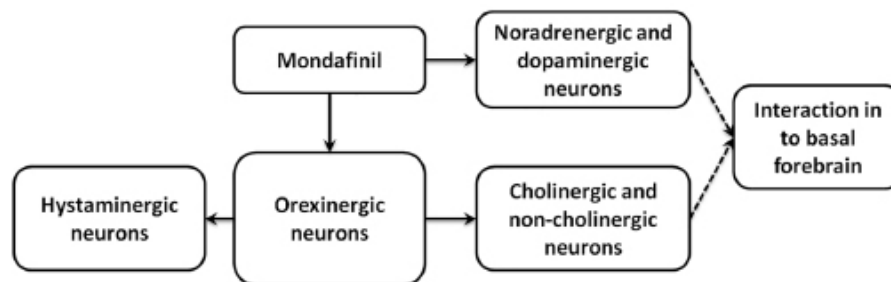 Mondafinil
Noradrenergic and
dopaminergic
neurons
Interaction in
to basal
forebrain
Hystaminergic
neurons
Orexinergic
neurons
Cholinergic and
non-cholinergic
neurons